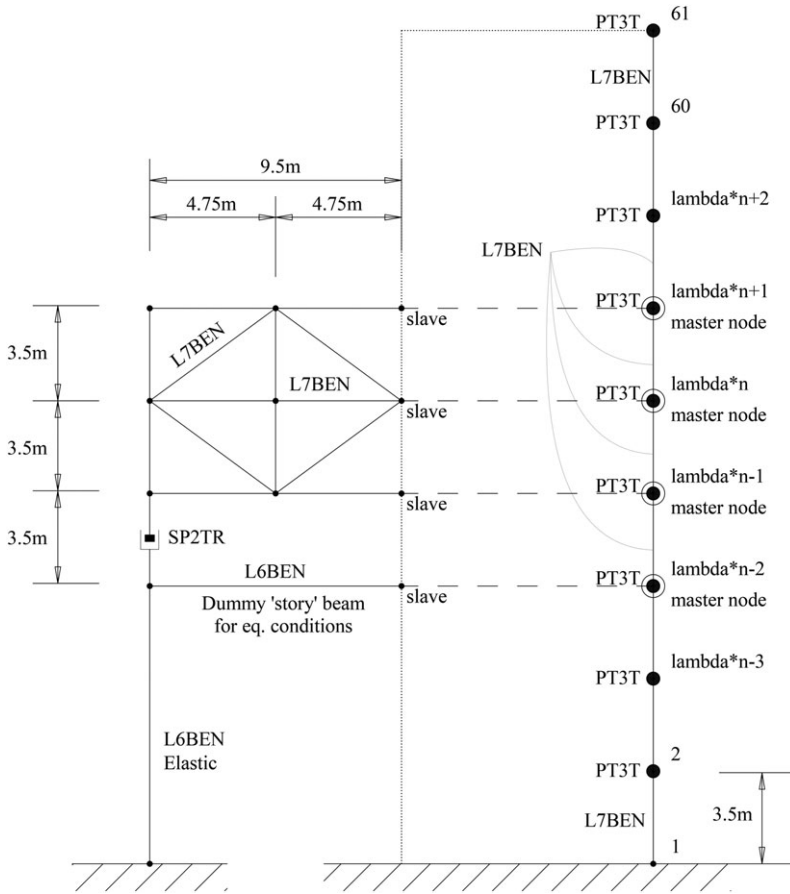 61
PT3T
L7BEN
60
PT3T
9.5m
4.75m
4.75m
lambda*n+2
PT3T
L7BEN
lambda*n+1
PT3T
master node
slave
L7BEN
3.5m
L7BEN
lambda*n
PT3T
master node
slave
3.5m
lambda*n-1
PT3T
master node
slave
3.5m
SP2TR
L6BEN
lambda*n-2
PT3T
master node
slave
Dummy 'story' beam
for eq. conditions
lambda*n-3
PT3T
L6BEN
Elastic
2
PT3T
3.5m
L7BEN
1